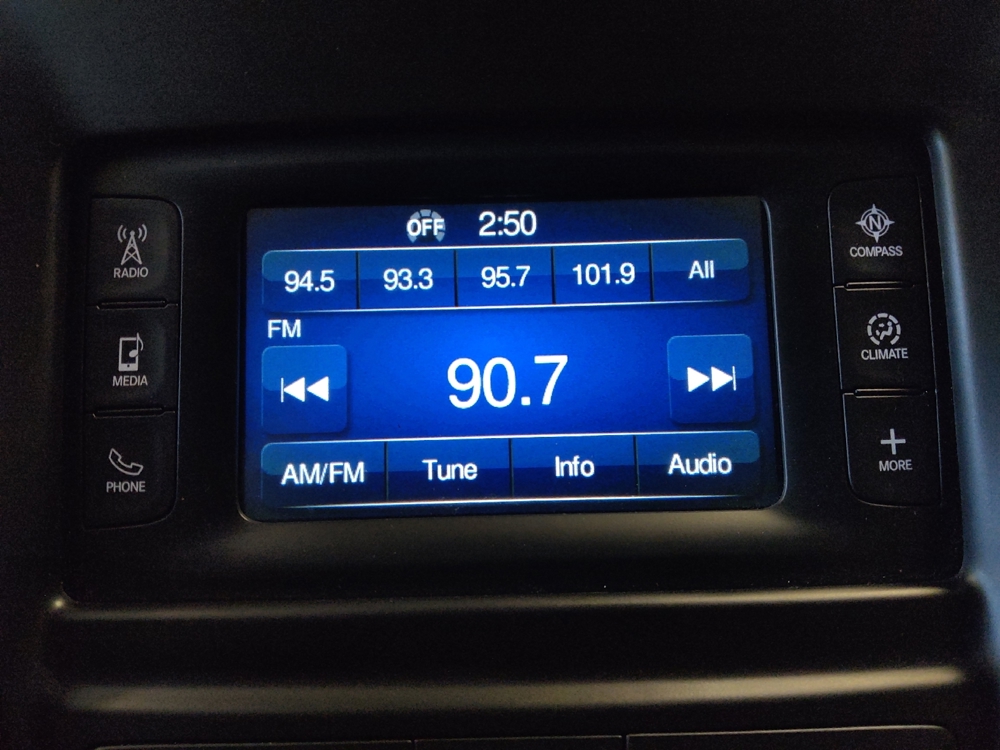 OFF 2:50
94.5 93.3 95.7 101.9 All
FM
90.7
AM/FM Tune Info Audio
RADIO
MEDIA
PHONE
N
COMPASS
CLIMATE
MORE